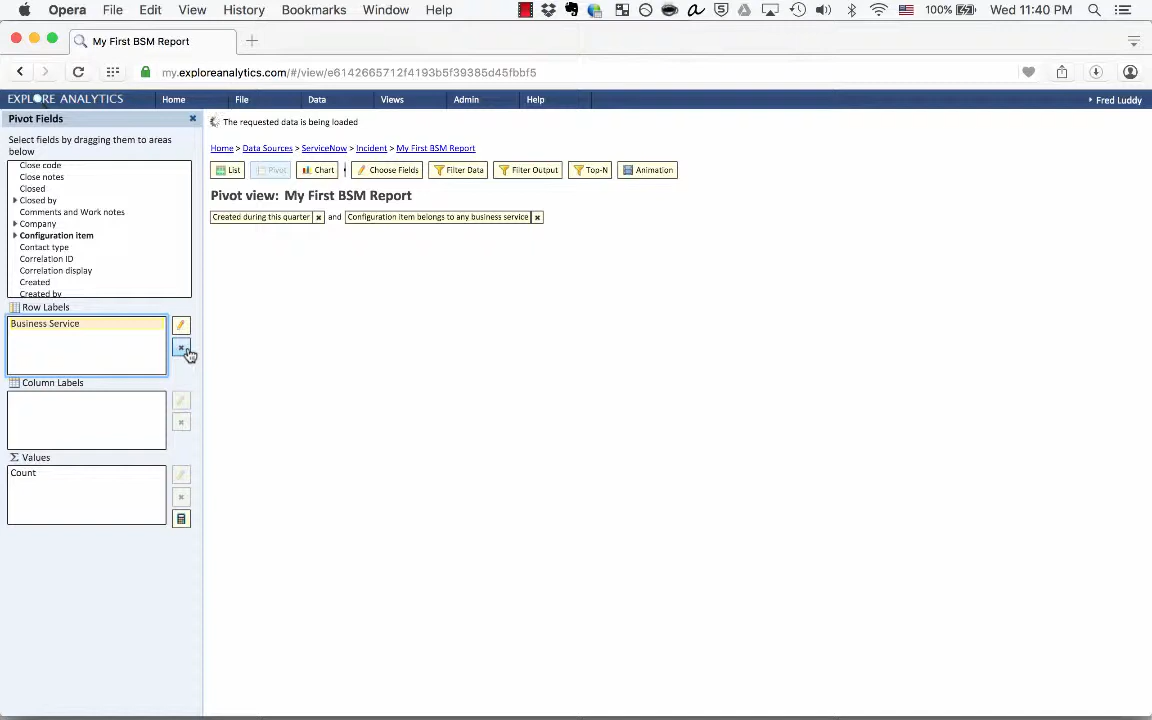 Opera File Edit View History Bookmarks Window Help 100% Wed 11:40 PM
My First BSM Report
my.exploreanalytics.com/#/view/e6142665712f4193b5f39385d45fbbf5
EXPLORE ANALYTICS Home File Data Views Admin Help Fred Luddy
Pivot Fields
Select fields by dragging them to areas
below
Close code
Close notes
Closed
Closed by
Comments and Work notes
Company
Configuration item
Contact type
Correlation ID
Correlation display
Created
Created by
Row Labels
Business Service
Column Labels
Σ Values
Count
The requested data is being loaded
Home > Data Sources > ServiceNow > Incident > My First BSM Report
List Pivot Chart Choose Fields Filter Data Filter Output Top-N Animation
Pivot view: My First BSM Report
Created during this quarter and Configuration item belongs to any business service